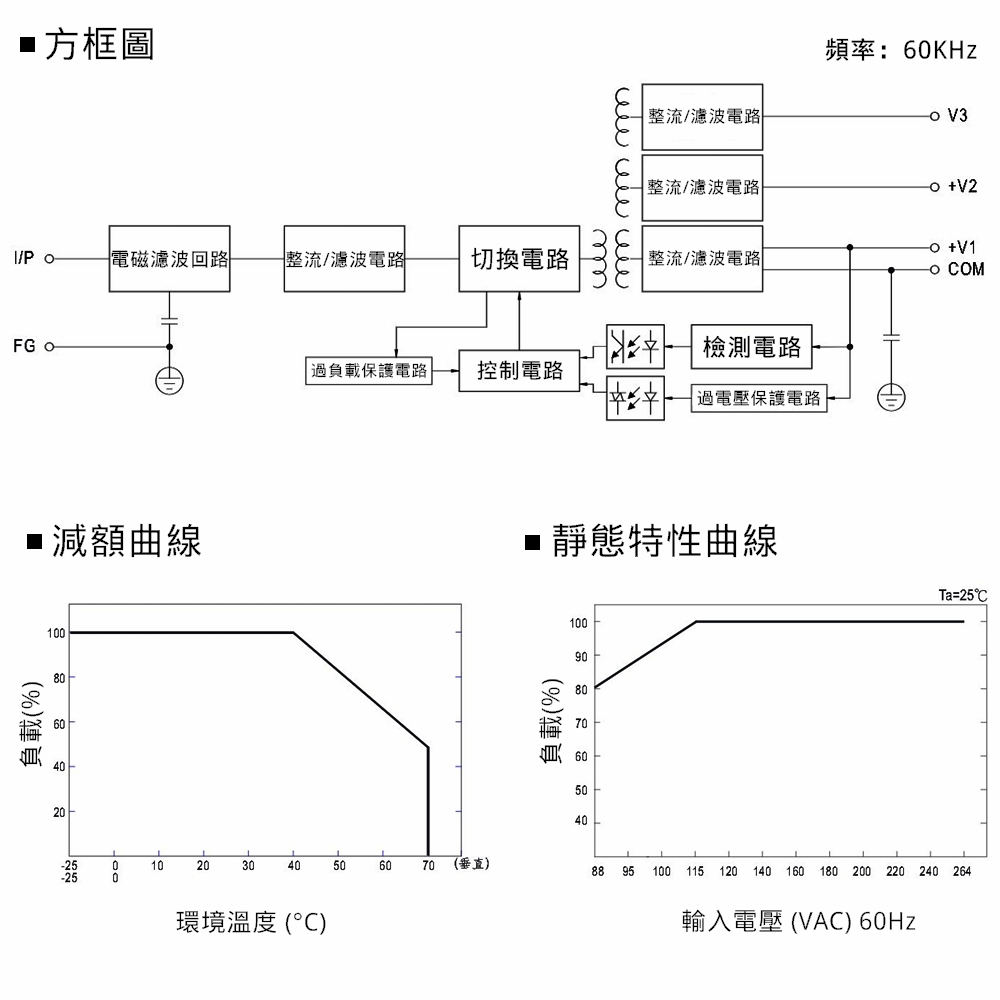 ■ 方框圖
頻率：60KHz
整流/濾波電路
V3
整流/濾波電路
+V2
I/P
電磁濾波回路
整流/濾波電路
切換電路
整流/濾波電路
+V1
COM
FG
過負載保護電路
控制電路
檢測電路
過電壓保護電路
■ 減額曲線
100
80
60
40
20
負載(%)
-25 0 10 20 30 40 50 60 70 (垂直)
-25 0
環境溫度 (°C)
■ 靜態特性曲線
Ta=25℃
100
90
80
70
60
50
40
負載(%)
88 95 100 115 120 140 160 180 200 220 240 264
輸入電壓 (VAC) 60Hz